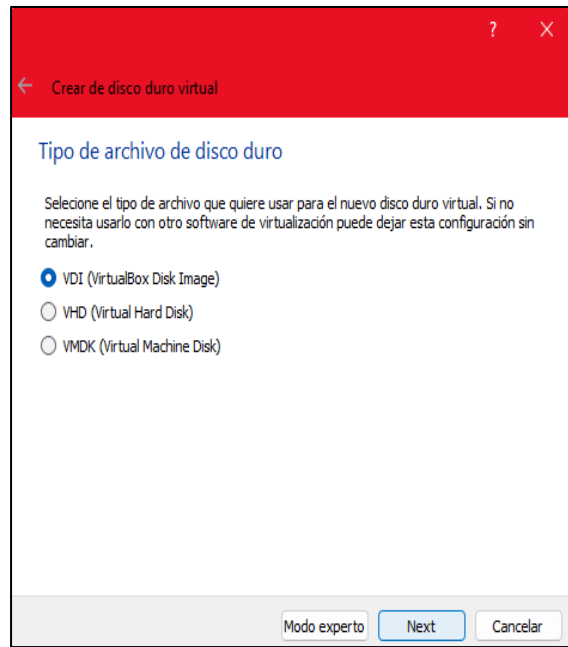 ?
Crear de disco duro virtual
Tipo de archivo de disco duro
Selecione el tipo de archivo que quiere usar para el nuevo disco duro virtual. Si no
necesita usarlo con otro software de virtualización puede dejar esta configuración sin
cambiar.
VDI (VirtualBox Disk Image)
VHD (Virtual Hard Disk)
VMDK (Virtual Machine Disk)
Modo experto Next Cancelar